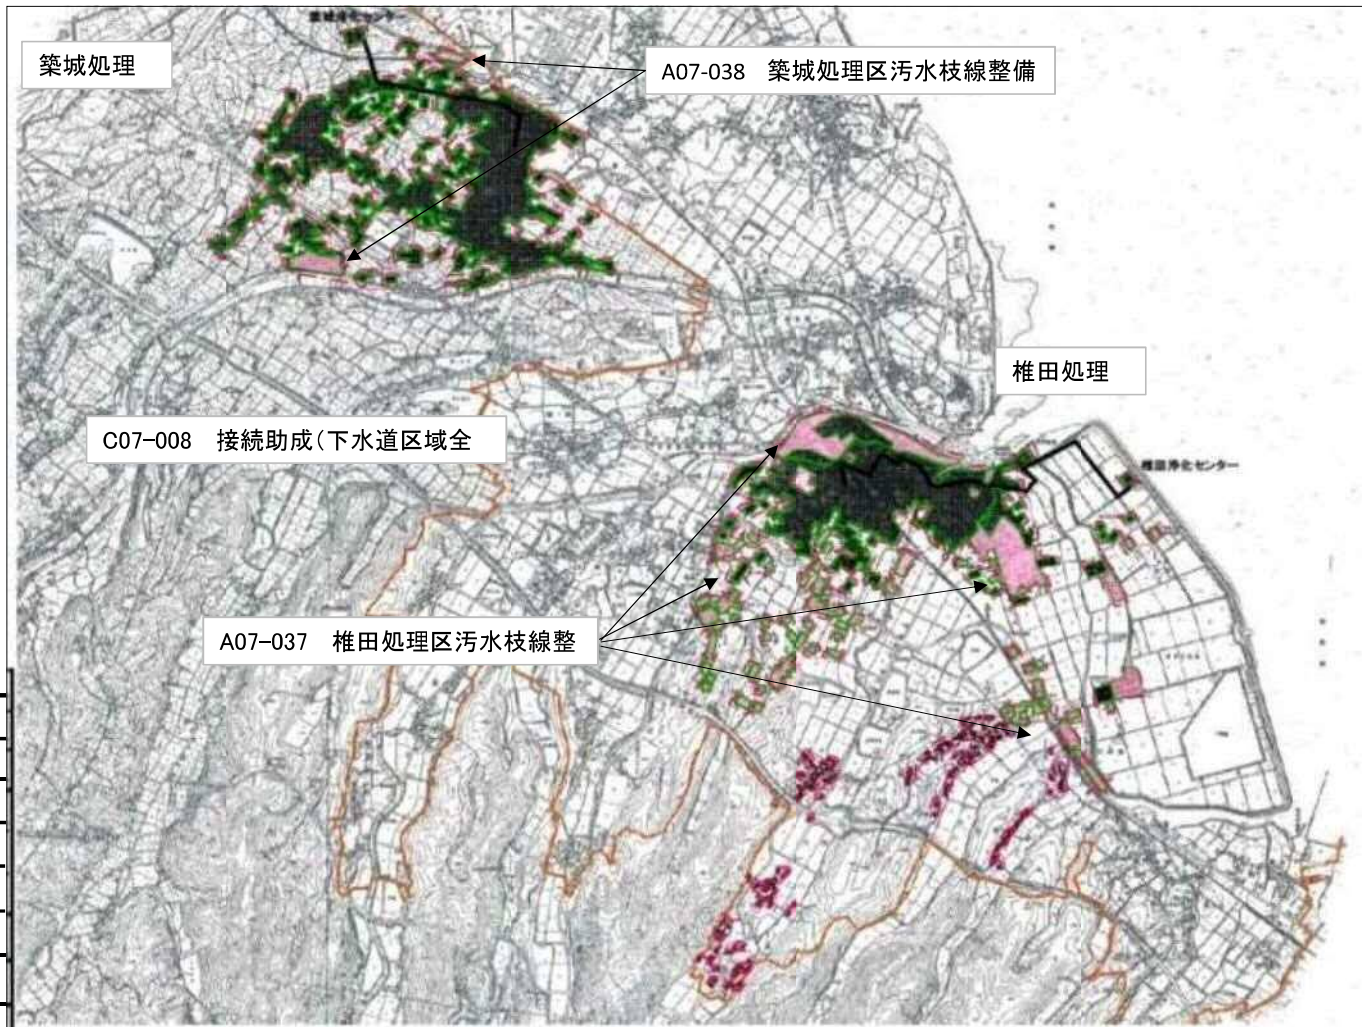 築城浄化センター
築城処理
A07-038 築城処理区汚水枝線整備
椎田処理
C07-008 接続助成(下水道区域全
椎田浄化センター
A07-037 椎田処理区汚水枝線整